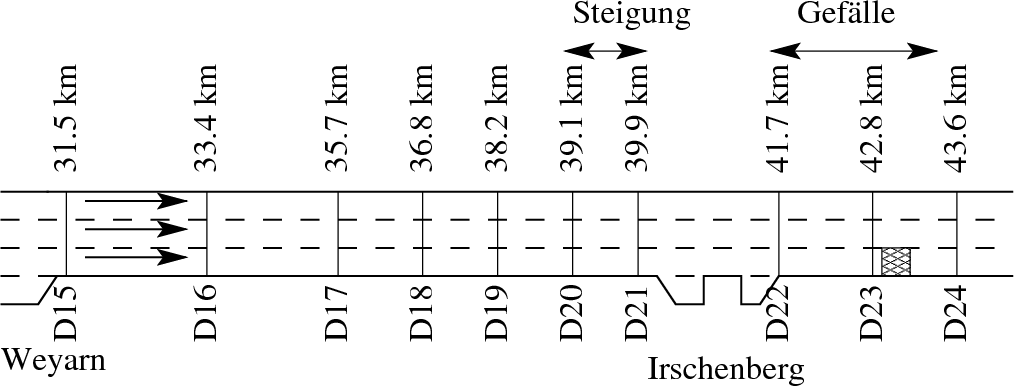 Steigung
Gefälle
31.5 km
33.4 km
35.7 km
36.8 km
38.2 km
39.1 km
39.9 km
41.7 km
42.8 km
43.6 km
D15
D16
D17
D18
D19
D20
D21
D22
D23
D24
Weyarn
Irschenberg